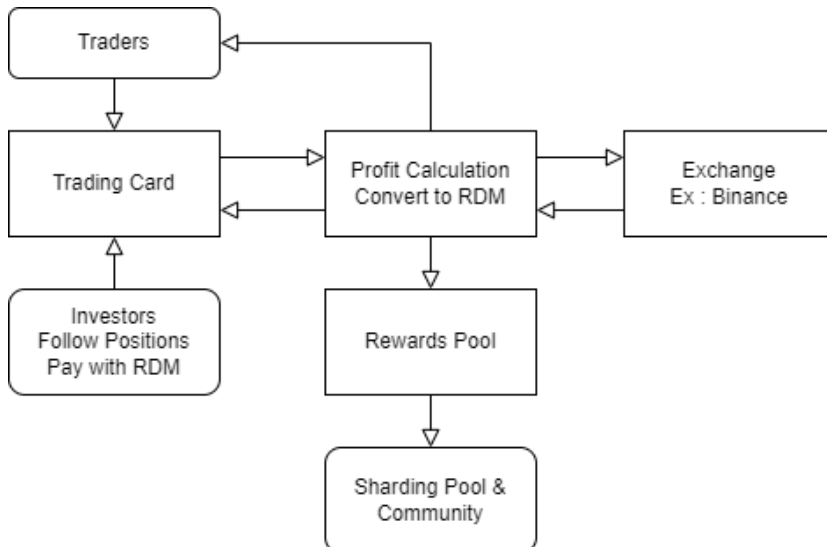 Traders
Trading Card
Profit Calculation
Convert to RDM
Exchange
Ex : Binance
Investors
Follow Positions
Pay with RDM
Rewards Pool
Sharding Pool &
Community